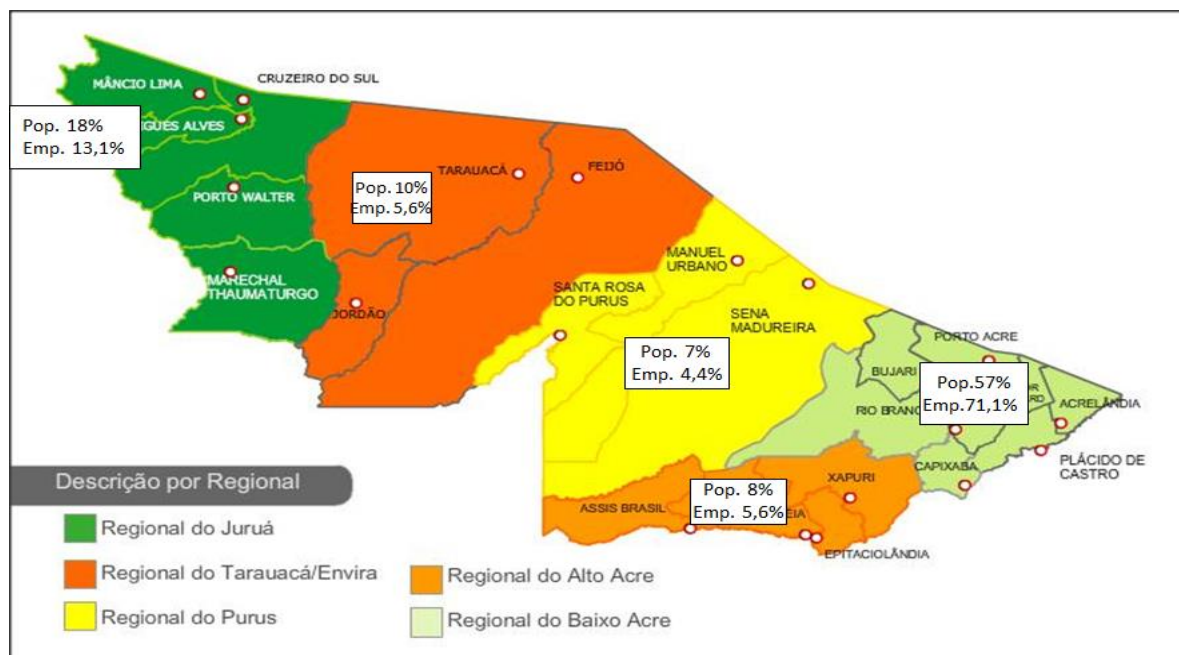 MÂNCIO LIMA
CRUZEIRO DO SUL
Pop. 18%
Emp. 13,1%
IGUES ALVES
PORTO WALTER
MARECHAL
THAUMATURGO
TARAUACÁ
FEIJÓ
Pop. 10%
Emp. 5,6%
JORDÃO
MANUEL
URBANO
SANTA ROSA
DO PURUS
SENA
MADUREIRA
Pop. 7%
Emp. 4,4%
PORTO ACRE
BUJARI
Pop.57%
Emp.71,1%
RIO BRANC
ACRELÂNDIA
CAPIXABA
PLÁCIDO DE
CASTRO
XAPURI
Pop. 8%
Emp. 5,6%
ASSIS BRASIL
EIA
EPITACIOLÂNDIA
Descrição por Regional
Regional do Juruá
Regional do Tarauacá/Envira
Regional do Purus
Regional do Alto Acre
Regional do Baixo Acre